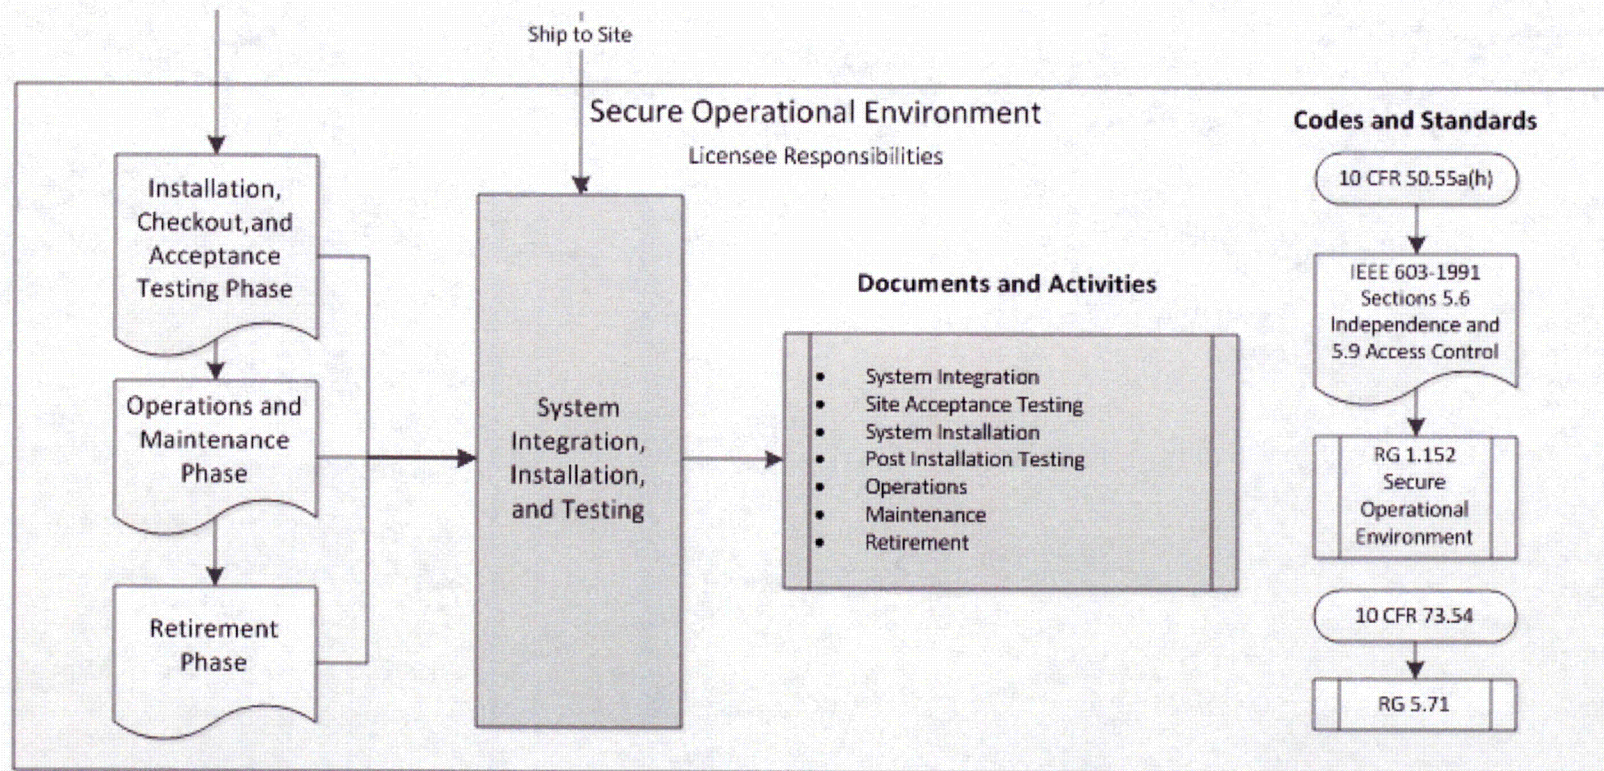 Ship to Site
Secure Operational Environment
Licensee Responsibilities
Installation,
Checkout,and
Acceptance
Testing Phase
Operations and
Maintenance
Phase
Retirement
Phase
System
Integration,
Installation,
and Testing
Documents and Activities
• System Integration
• Site Acceptance Testing
• System Installation
• Post Installation Testing
• Operations
• Maintenance
• Retirement
Codes and Standards
10 CFR 50.55a(h)
IEEE 603-1991
Sections 5.6
Independence and
5.9 Access Control
RG 1.152
Secure
Operational
Environment
10 CFR 73.54
RG 5.71